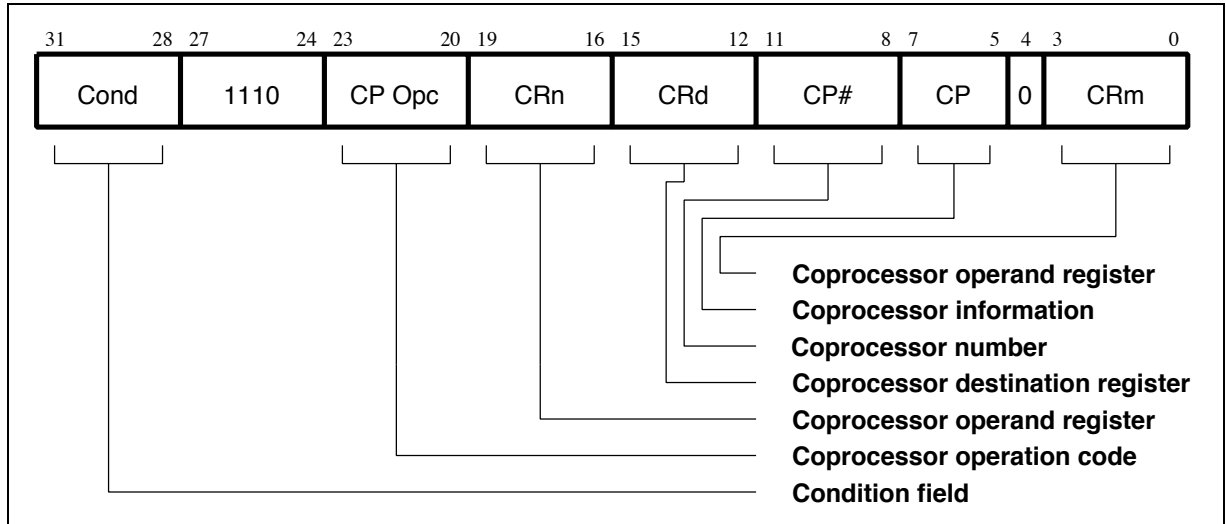 31 28 27 24 23 20 19 16 15 12 11 8 7 5 4 3 0
Cond 1110 CP Opc CRn CRd CP# CP 0 CRm
Coprocessor operand register
Coprocessor information
Coprocessor number
Coprocessor destination register
Coprocessor operand register
Coprocessor operation code
Condition field